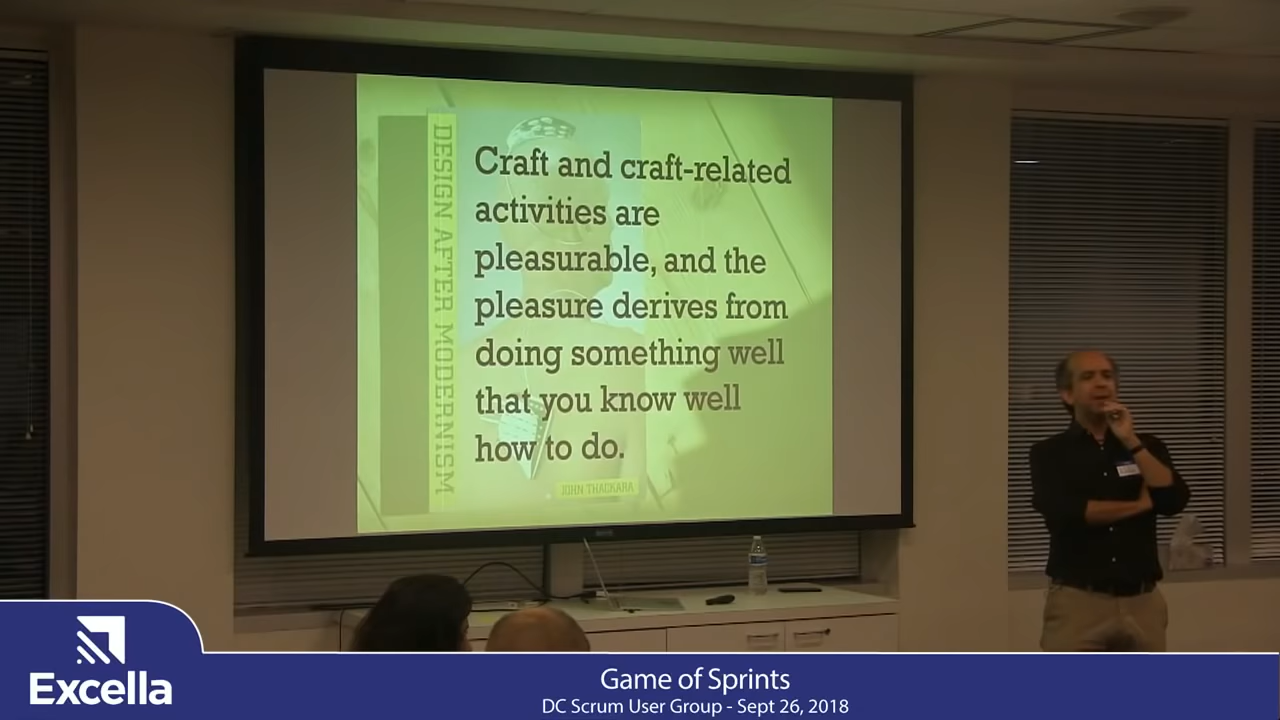 DESIGN AFTER MODERNISM
Craft and craft-related
activities are
pleasurable, and the
pleasure derives from
doing something well
that you know well
how to do.
JOHN THACKARA
Excella
Game of Sprints
DC Scrum User Group - Sept 26, 2018